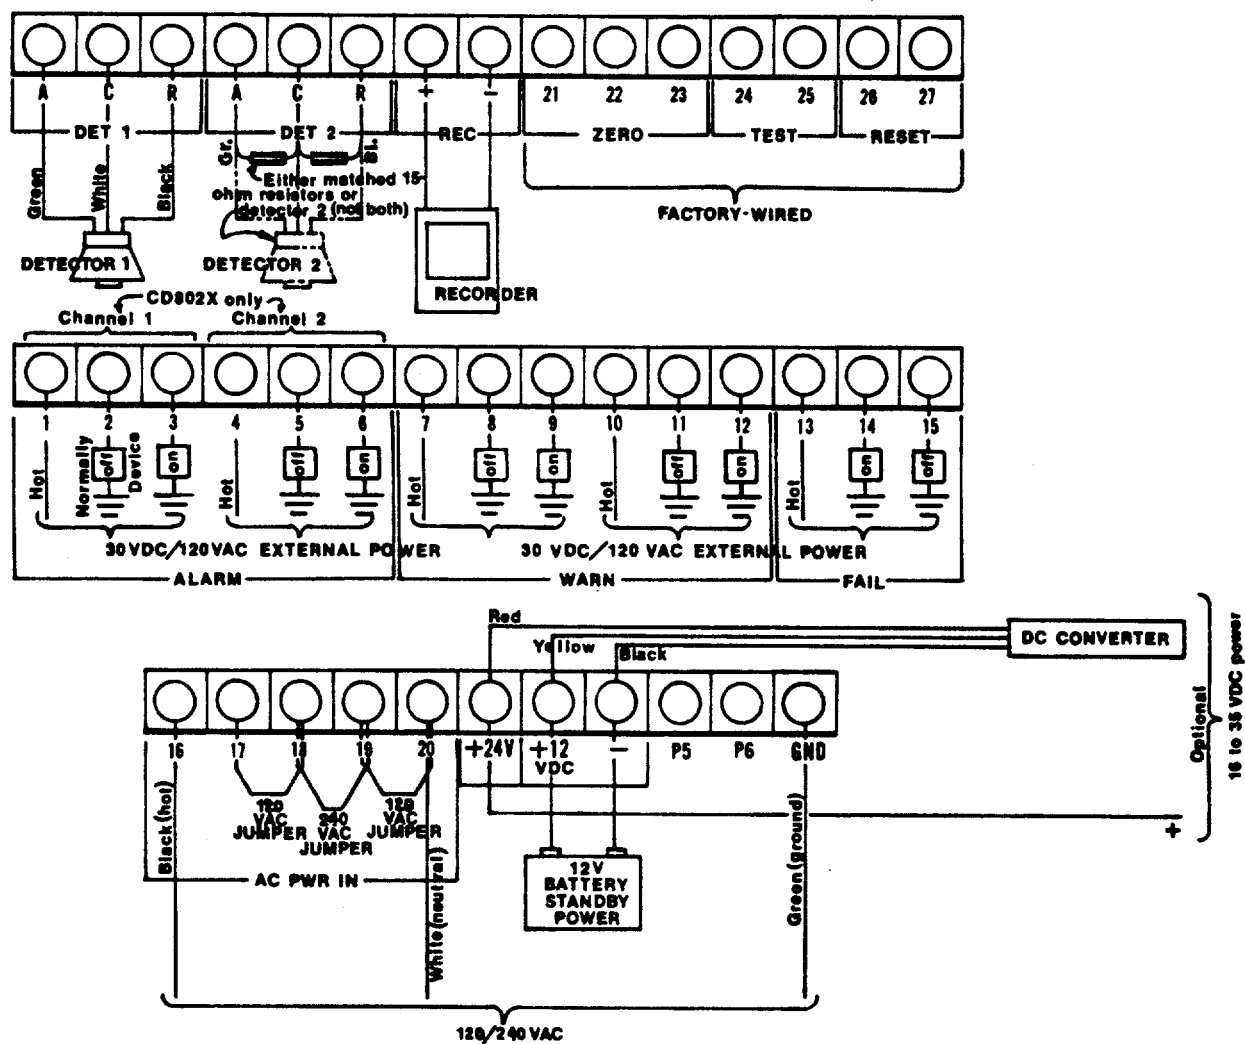 A C R A C R + - 21 22 23 24 25 26 27
DET 1 DET 2 REC ZERO TEST RESET
Green
White
Black
Gr.
Bl.
Either matched 15-
ohm resistors or
detector 2 (not both)
FACTORY-WIRED
DETECTOR 1
DETECTOR 2
RECORDER
CD802X only
Channel 1
Channel 2
1 2 3 4 5 6 7 8 9 10 11 12 13 14 15
Hot
Normally
off
Device
on
Hot
off
on
Hot
off
on
Hot
off
on
Hot
on
off
30 VDC/120 VAC EXTERNAL POWER
30 VDC/120 VAC EXTERNAL POWER
ALARM
WARN
FAIL
Red
Yellow
Black
DC CONVERTER
Optional
16 to 35 VDC power
16 17 18 19 20 +24V +12 - P5 P6 GND
VDC
120
VAC
JUMPER
240
VAC
JUMPER
120
VAC
JUMPER
+
Black (hot)
AC PWR IN
White (neutral)
12V
BATTERY
STANDBY
POWER
Green (ground)
120/240 VAC